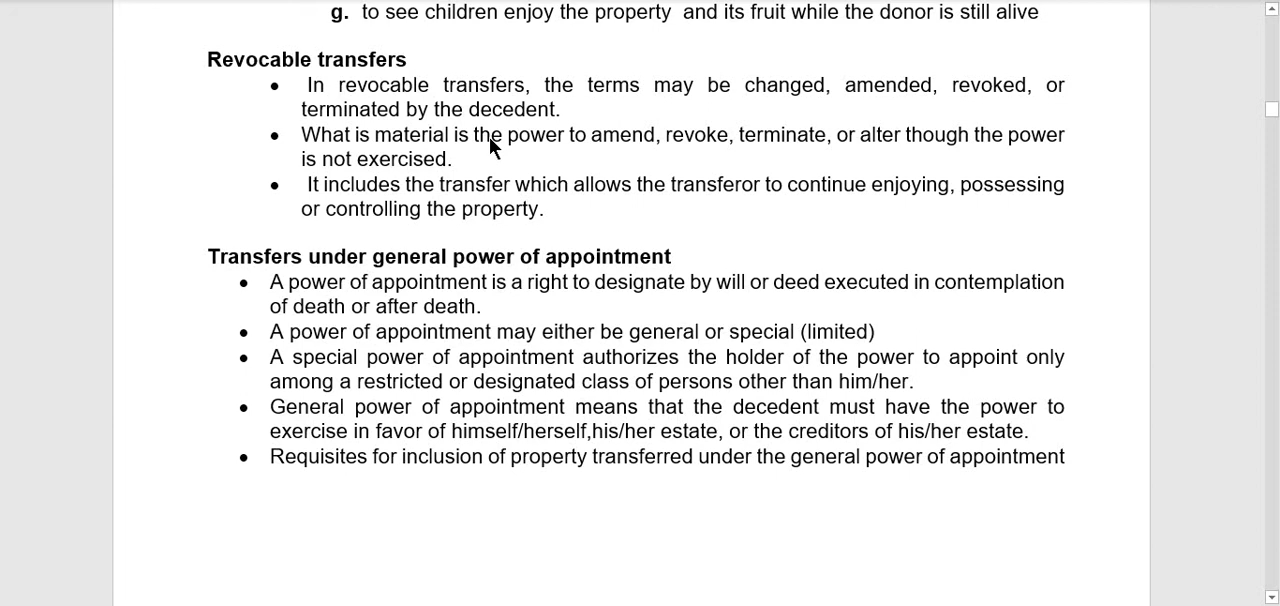 g. to see children enjoy the property and its fruit while the donor is still alive
Revocable transfers
• In revocable transfers, the terms may be changed, amended, revoked, or
terminated by the decedent.
• What is material is the power to amend, revoke, terminate, or alter though the power
is not exercised.
• It includes the transfer which allows the transferor to continue enjoying, possessing
or controlling the property.
Transfers under general power of appointment
• A power of appointment is a right to designate by will or deed executed in contemplation
of death or after death.
• A power of appointment may either be general or special (limited)
• A special power of appointment authorizes the holder of the power to appoint only
among a restricted or designated class of persons other than him/her.
• General power of appointment means that the decedent must have the power to
exercise in favor of himself/herself,his/her estate, or the creditors of his/her estate.
• Requisites for inclusion of property transferred under the general power of appointment